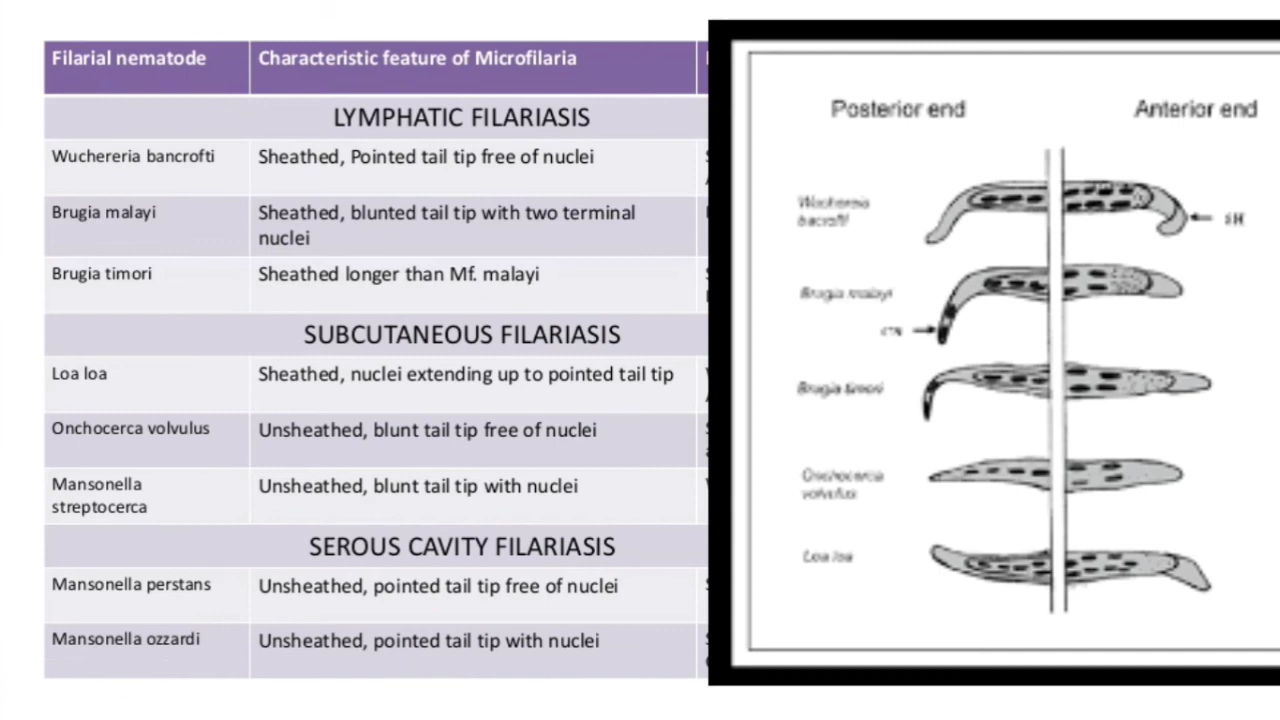 Filarial nematode Characteristic feature of Microfilaria
LYMPHATIC FILARIASIS
Wuchereria bancrofti Sheathed, Pointed tail tip free of nuclei
Brugia malayi Sheathed, blunted tail tip with two terminal
nuclei
Brugia timori Sheathed longer than Mf. malayi
SUBCUTANEOUS FILARIASIS
Loa loa Sheathed, nuclei extending up to pointed tail tip
Onchocerca volvulus Unsheathed, blunt tail tip free of nuclei
Mansonella
streptocerca Unsheathed, blunt tail tip with nuclei
SEROUS CAVITY FILARIASIS
Mansonella perstans Unsheathed, pointed tail tip free of nuclei
Mansonella ozzardi Unsheathed, pointed tail tip with nuclei
Posterior end Anterior end
SH
Brugia malayi
Brugia timori
Onchocerca
volvulus
Loa loa